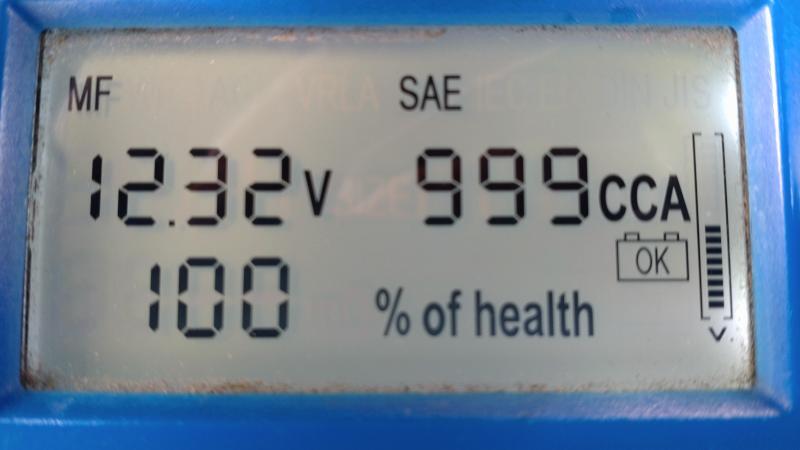 MF SAE
12.32 V 999 CCA
OK
100 % of health